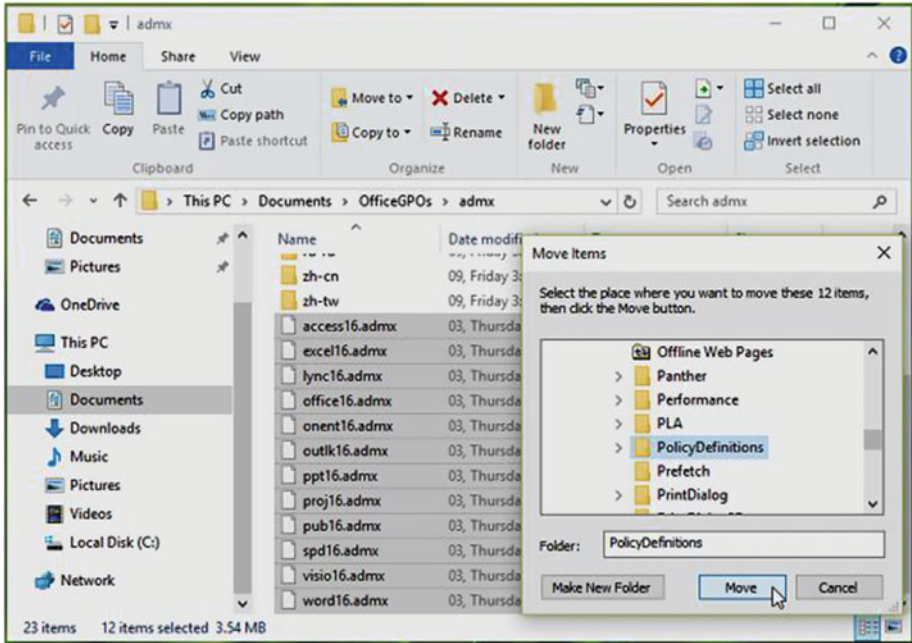 admx
File Home Share View
Pin to Quick access
Copy
Paste
Cut
Copy path
Paste shortcut
Clipboard
Move to
Copy to
Delete
Rename
Organize
New folder
New
Properties
Open
Select all
Select none
Invert selection
Select
This PC > Documents > OfficeGPOs > admx
Search admx
Documents
Pictures
OneDrive
This PC
Desktop
Documents
Downloads
Music
Pictures
Videos
Local Disk (C:)
Network
Name Date modifi
zh-cn 09, Friday 3:
zh-tw 09, Friday 3:
access16.admx 03, Thursda
excel16.admx 03, Thursda
lync16.admx 03, Thursda
office16.admx 03, Thursda
onent16.admx 03, Thursda
outlk16.admx 03, Thursda
ppt16.admx 03, Thursda
proj16.admx 03, Thursda
pub16.admx 03, Thursda
spd16.admx 03, Thursda
visio16.admx 03, Thursda
word16.admx 03, Thursda
Move Items
Select the place where you want to move these 12 items,
then click the Move button.
Offline Web Pages
Panther
Performance
PLA
PolicyDefinitions
Prefetch
PrintDialog
Folder: PolicyDefinitions
Make New Folder Move Cancel
23 items 12 items selected 3.54 MB